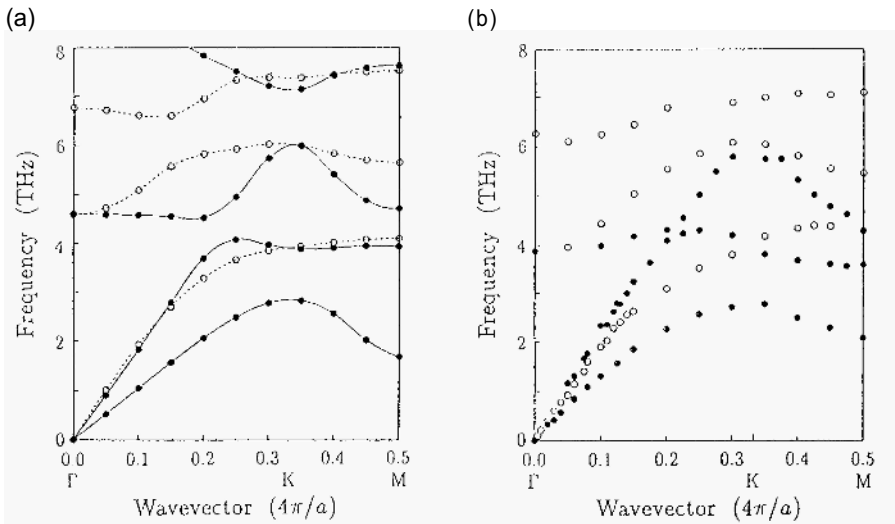 (a)
(b)
8
6
4
2
0
Frequency (THz)
0.0 0.1 0.2 0.3 0.4 0.5
Γ K M
Wavevector (4π/a)
8
6
4
2
0
Frequency (THz)
0.0 0.1 0.2 0.3 0.4 0.5
Γ K M
Wavevector (4π/a)